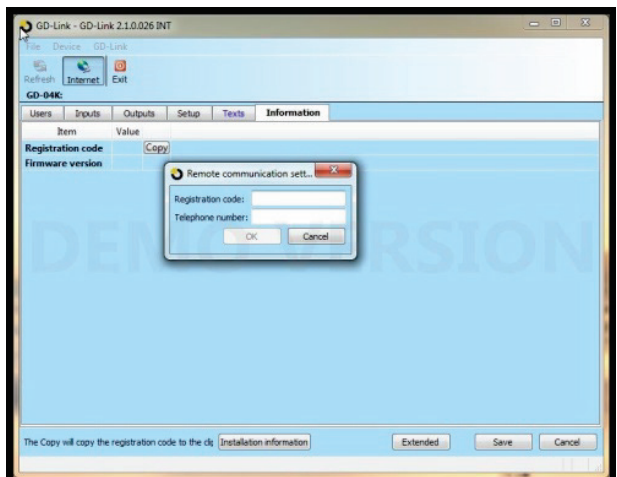 GD-Link - GD-Link 2.1.0.026 INT
File Device GD-Link
Refresh Internet Exit
GD-04K:
Users Inputs Outputs Setup Texts Information
Item Value
Registration code Copy
Firmware version
Remote communication sett...
Registration code:
Telephone number:
OK Cancel
DEMO VERSION
The Copy will copy the registration code to the cli Installation information Extended Save Cancel